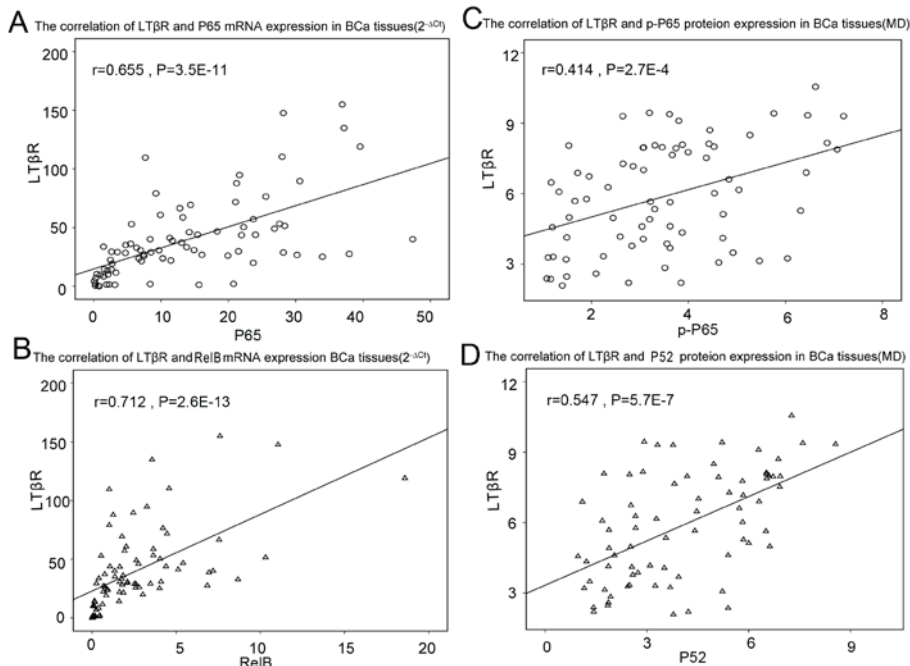 A The correlation of LTβR and P65 mRNA expression in BCa tissues(2^-ΔCt)
r=0.655 , P=3.5E-11
LTβR
200
150
100
50
0
0 10 20 30 40 50
P65
B The correlation of LTβR and RelB mRNA expression BCa tissues(2^-ΔCt)
r=0.712 , P=2.6E-13
LTβR
200
150
100
50
0
0 5 10 15 20
RelB
C The correlation of LTβR and p-P65 proteion expression in BCa tissues(MD)
r=0.414 , P=2.7E-4
LTβR
12
9
6
3
2 4 6 8
p-P65
D The correlation of LTβR and P52 proteion expression in BCa tissues(MD)
r=0.547 , P=5.7E-7
LTβR
12
9
6
3
0
0 3 6 9
P52